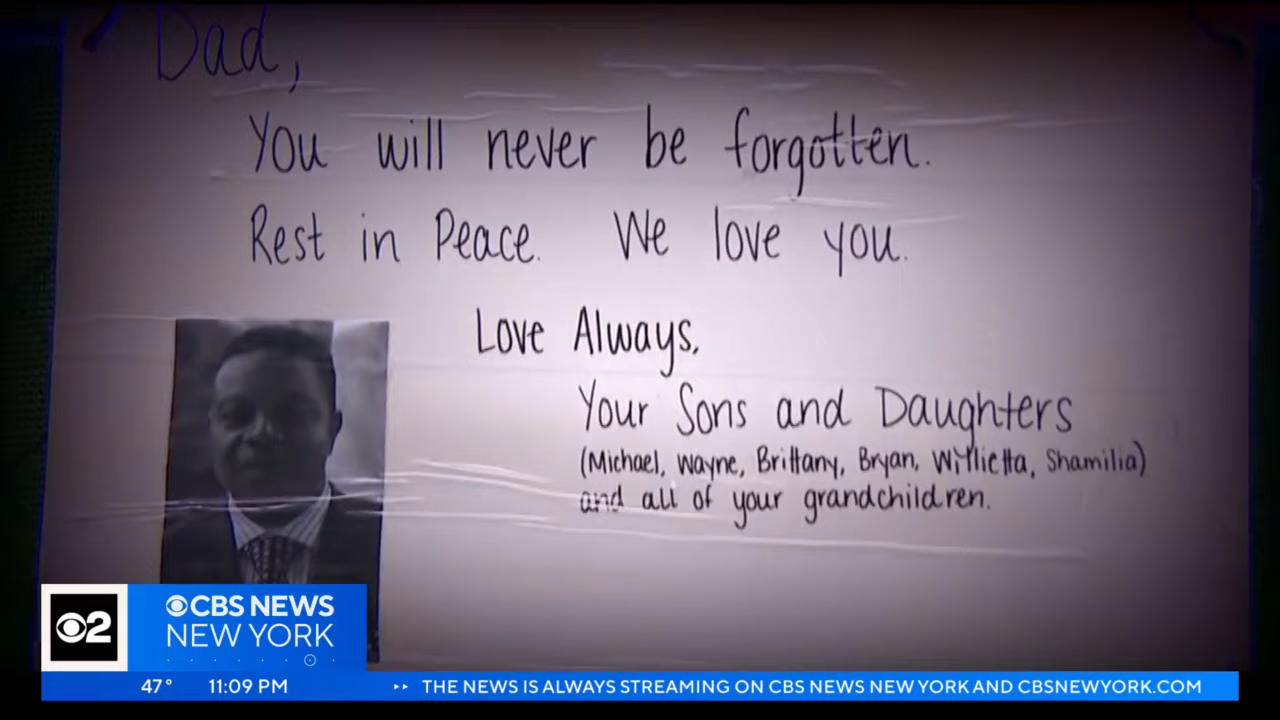 Dad,
You will never be forgotten.
Rest in Peace. We love you.
Love Always,
Your Sons and Daughters
(Michael, Wayne, Brittany, Bryan, Willietta, Shamilia)
and all of your grandchildren.
2 CBS NEWS
NEW YORK
47° 11:09 PM THE NEWS IS ALWAYS STREAMING ON CBS NEWS NEW YORK AND CBSNEWYORK.COM